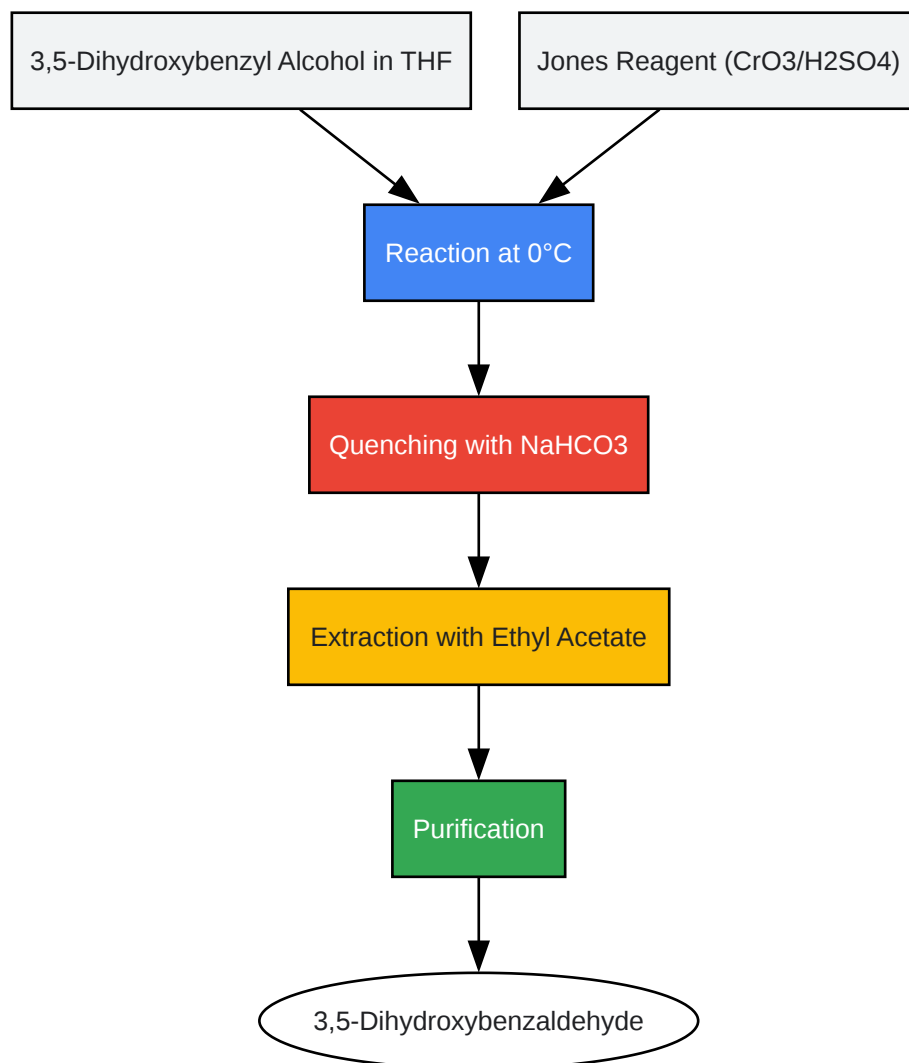 3,5-Dihydroxybenzyl Alcohol in THF
Jones Reagent (CrO3/H2SO4)
Reaction at 0°C
Quenching with NaHCO3
Extraction with Ethyl Acetate
Purification
3,5-Dihydroxybenzaldehyde